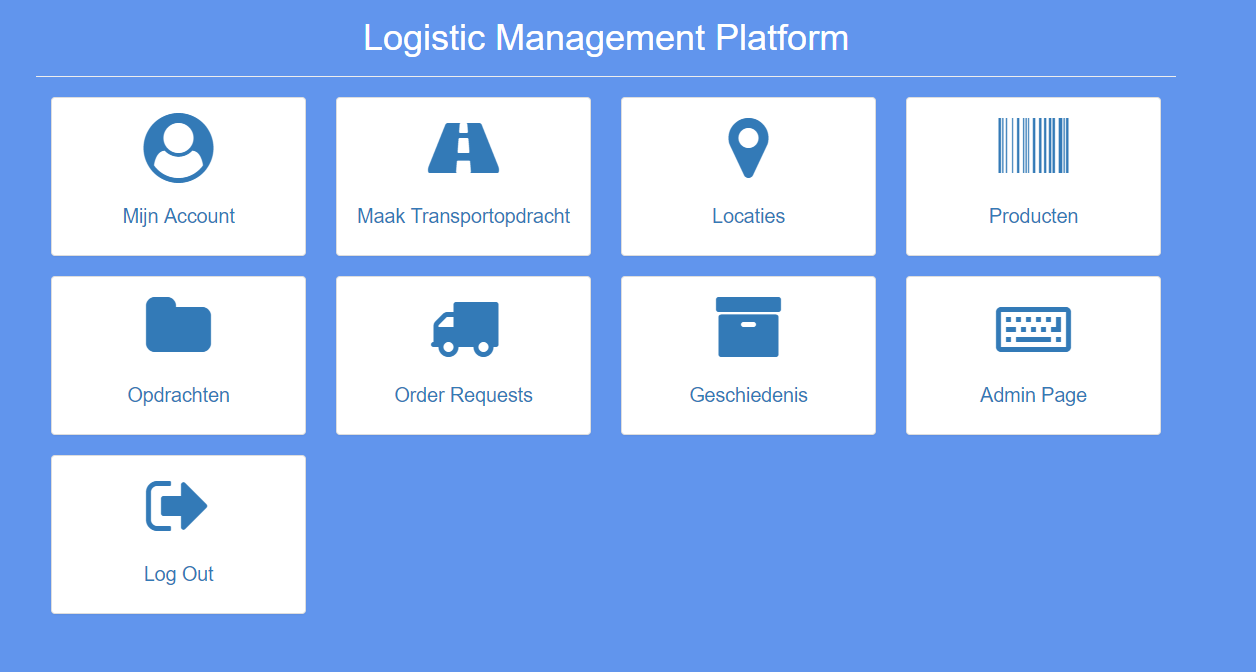 Logistic Management Platform
Mijn Account
Maak Transportopdracht
Locaties
Producten
Opdrachten
Order Requests
Geschiedenis
Admin Page
Log Out